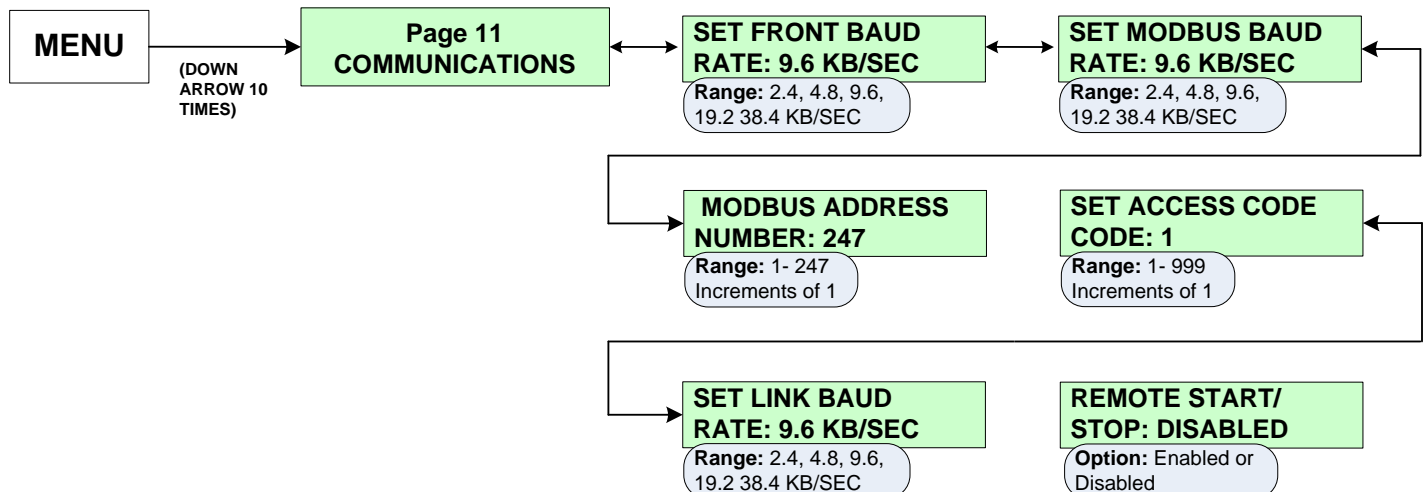 MENU
(DOWN
ARROW 10
TIMES)
Page 11
COMMUNICATIONS
SET FRONT BAUD
RATE: 9.6 KB/SEC
Range: 2.4, 4.8, 9.6,
19.2 38.4 KB/SEC
SET MODBUS BAUD
RATE: 9.6 KB/SEC
Range: 2.4, 4.8, 9.6,
19.2 38.4 KB/SEC
MODBUS ADDRESS
NUMBER: 247
Range: 1- 247
Increments of 1
SET ACCESS CODE
CODE: 1
Range: 1- 999
Increments of 1
SET LINK BAUD
RATE: 9.6 KB/SEC
Range: 2.4, 4.8, 9.6,
19.2 38.4 KB/SEC
REMOTE START/
STOP: DISABLED
Option: Enabled or
Disabled